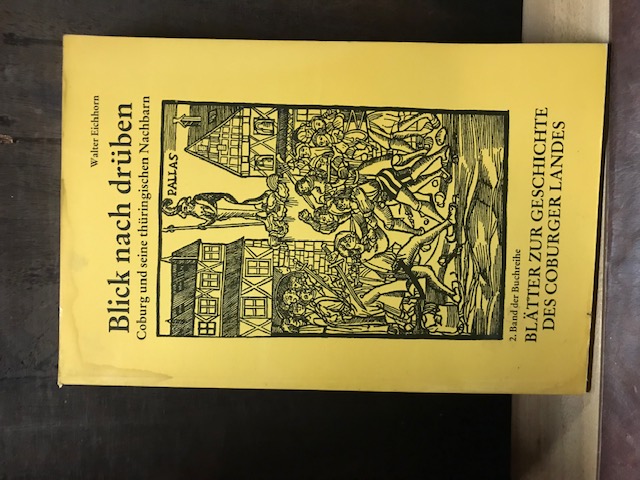 Walter Eichhorn
Blick nach drüben
Coburg und seine thüringischen Nachbarn
PALLAS
2. Band der Buchreihe
BLÄTTER ZUR GESCHICHTE
DES COBURGER LANDES